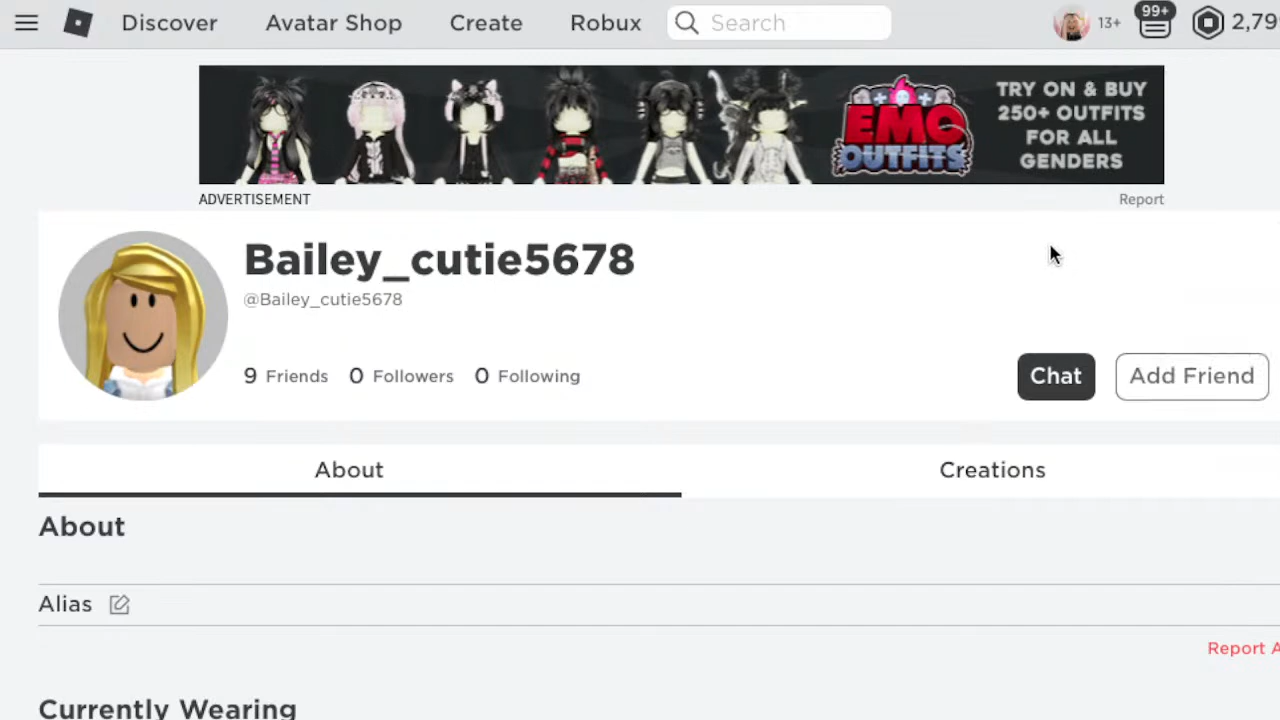 Discover Avatar Shop Create Robux Search 13+ 99+ 2,79
EMO OUTFITS
TRY ON & BUY
250+ OUTFITS
FOR ALL
GENDERS
ADVERTISEMENT Report
Bailey_cutie5678
@Bailey_cutie5678
9 Friends 0 Followers 0 Following
Chat Add Friend
About Creations
About
Alias
Report A
Currently Wearing